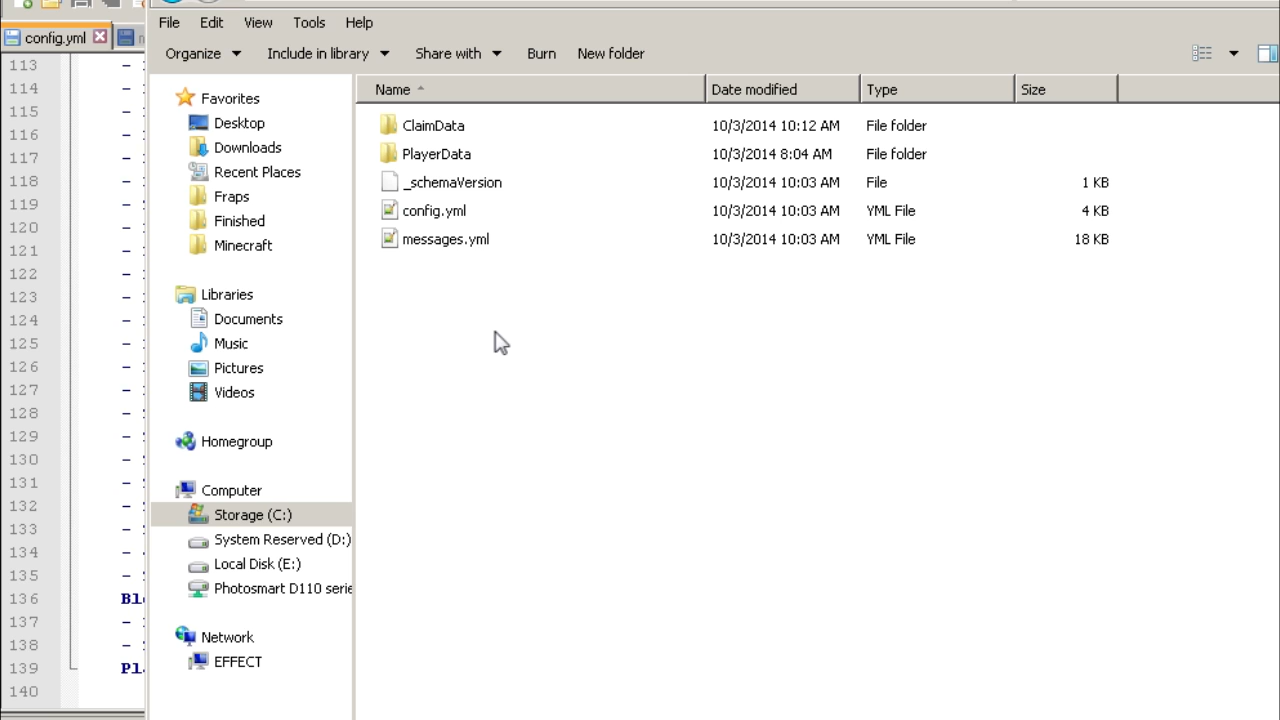 File Edit View Tools Help
Organize Include in library Share with Burn New folder
config.yml
113 -
114 -
115 -
116 -
117 -
118 -
119 -
120 -
121 -
122 -
123 -
124 -
125 -
126 -
127 -
128 -
129 -
130 -
131 -
132 -
133 -
134 -
135 -
136 Bl
137 -
138 -
139 Pl
140
Favorites
Desktop
Downloads
Recent Places
Fraps
Finished
Minecraft
Libraries
Documents
Music
Pictures
Videos
Homegroup
Computer
Storage (C:)
System Reserved (D:)
Local Disk (E:)
Photosmart D110 serie
Network
EFFECT
Name Date modified Type Size
ClaimData 10/3/2014 10:12 AM File folder
PlayerData 10/3/2014 8:04 AM File folder
_schemaVersion 10/3/2014 10:03 AM File 1 KB
config.yml 10/3/2014 10:03 AM YML File 4 KB
messages.yml 10/3/2014 10:03 AM YML File 18 KB